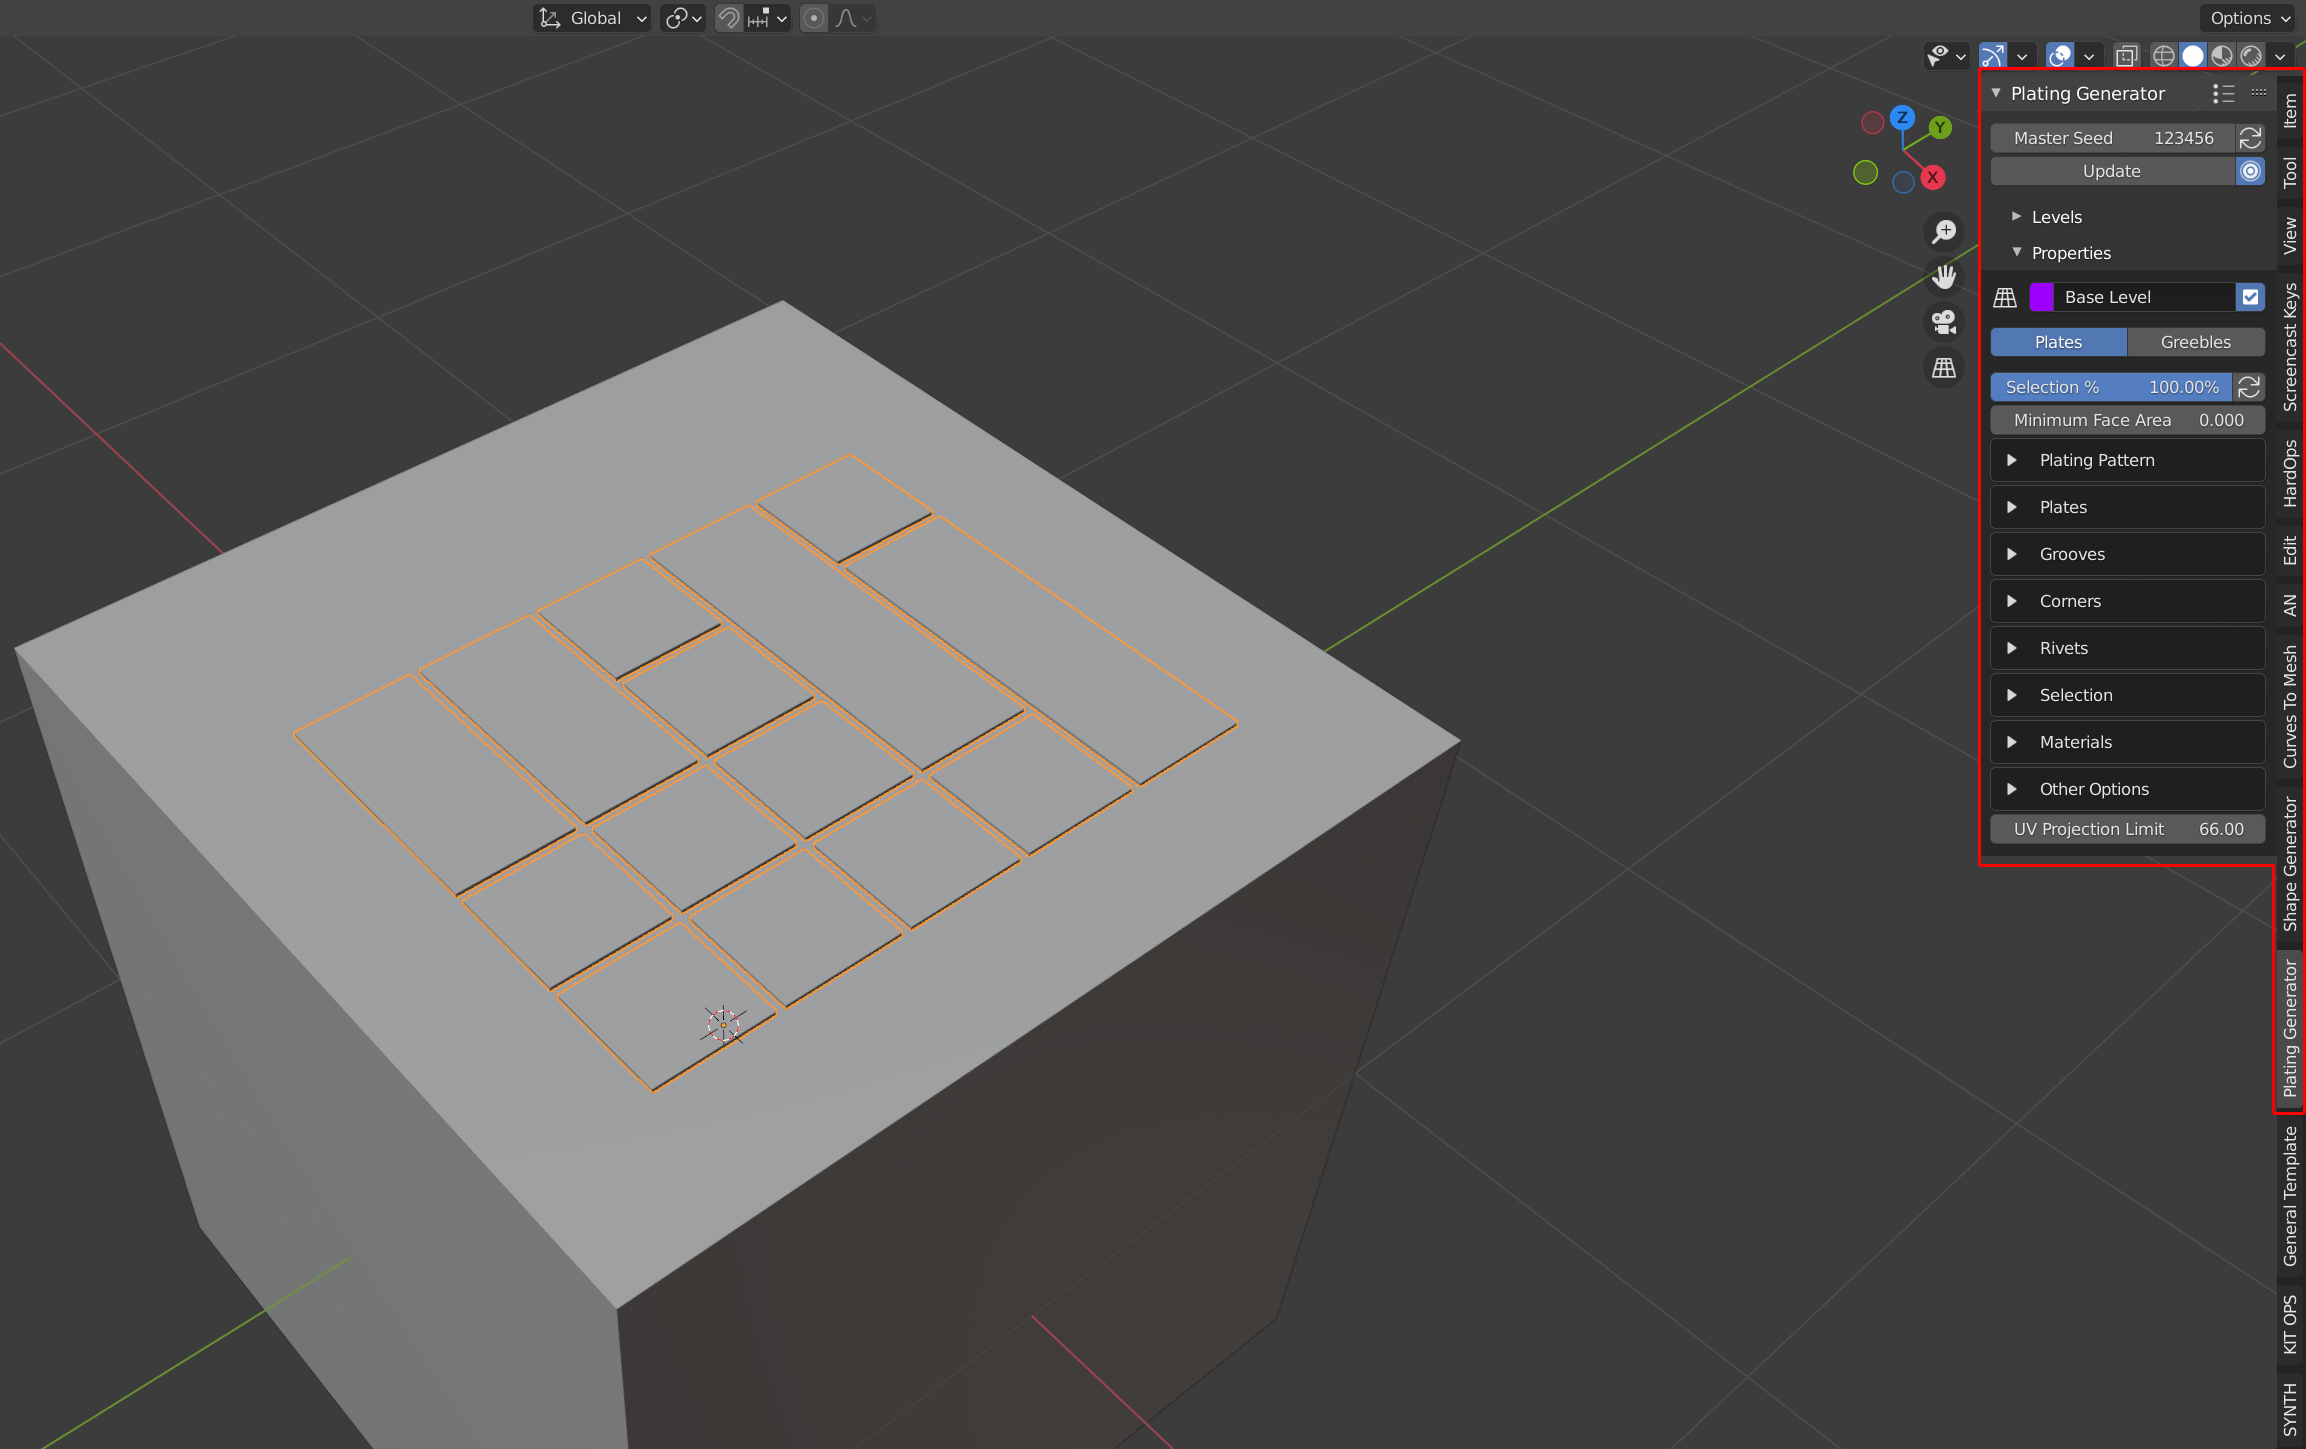 Global
Options
Z
Y
X
Plating Generator
Master Seed 123456
Update
Levels
Properties
Base Level
Plates Greebles
Selection % 100.00%
Minimum Face Area 0.000
Plating Pattern
Plates
Grooves
Corners
Rivets
Selection
Materials
Other Options
UV Projection Limit 66.00
Item
Tool
View
Screencast Keys
HardOps
Edit
AN
Curves To Mesh
Shape Generator
Plating Generator
General Template
KIT OPS
SYNTH